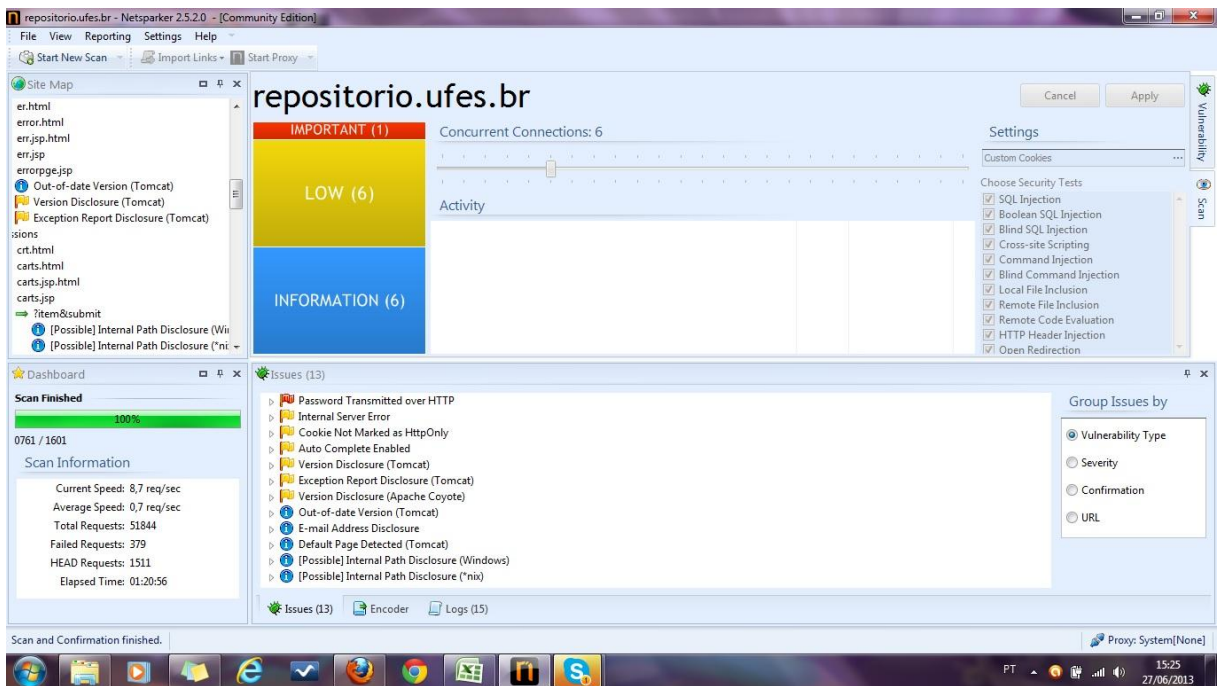 repositorio.ufes.br - Netsparker 2.5.2.0 - [Community Edition]
File View Reporting Settings Help
Start New Scan Import Links Start Proxy
Site Map
er.html
error.html
err.jsp.html
err.jsp
errorpge.jsp
Out-of-date Version (Tomcat)
Version Disclosure (Tomcat)
Exception Report Disclosure (Tomcat)
ssions
crt.html
carts.html
carts.jsp.html
carts.jsp
?item&submit
[Possible] Internal Path Disclosure (Wi
[Possible] Internal Path Disclosure (*ni
repositorio.ufes.br
Cancel Apply
IMPORTANT (1)
LOW (6)
INFORMATION (6)
Concurrent Connections: 6
Activity
Settings
Custom Cookies ...
Choose Security Tests
SQL Injection
Boolean SQL Injection
Blind SQL Injection
Cross-site Scripting
Command Injection
Blind Command Injection
Local File Inclusion
Remote File Inclusion
Remote Code Evaluation
HTTP Header Injection
Open Redirection
Vulnerability
Scan
Dashboard
Scan Finished
100%
0761 / 1601
Scan Information
Current Speed: 8,7 req/sec
Average Speed: 0,7 req/sec
Total Requests: 51844
Failed Requests: 379
HEAD Requests: 1511
Elapsed Time: 01:20:56
Issues (13)
Password Transmitted over HTTP
Internal Server Error
Cookie Not Marked as HttpOnly
Auto Complete Enabled
Version Disclosure (Tomcat)
Exception Report Disclosure (Tomcat)
Version Disclosure (Apache Coyote)
Out-of-date Version (Tomcat)
E-mail Address Disclosure
Default Page Detected (Tomcat)
[Possible] Internal Path Disclosure (Windows)
[Possible] Internal Path Disclosure (*nix)
Group Issues by
Vulnerability Type
Severity
Confirmation
URL
Issues (13) Encoder Logs (15)
Scan and Confirmation finished.
Proxy: System[None]
PT
15:25
27/06/2013